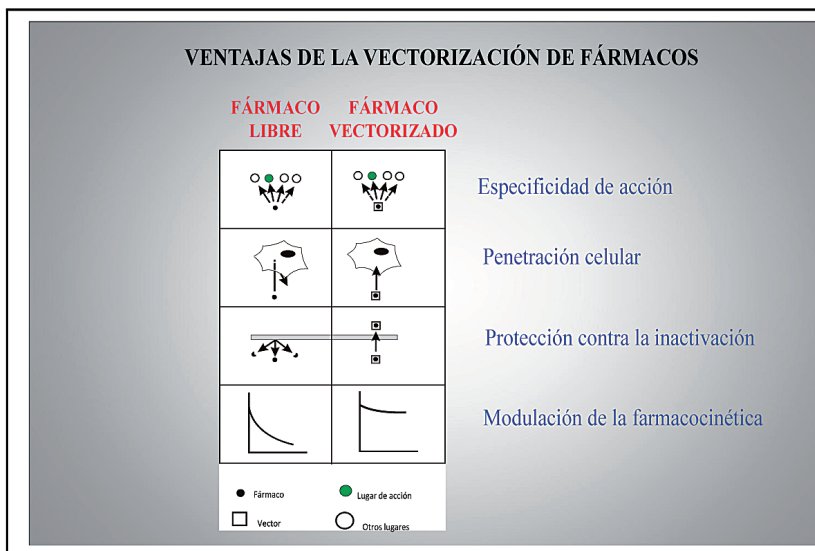 VENTAJAS DE LA VECTORIZACIÓN DE FÁRMACOS
FÁRMACO LIBRE
FÁRMACO VECTORIZADO
Especificidad de acción
Penetración celular
Protección contra la inactivación
Modulación de la farmacocinética
Fármaco
Lugar de acción
Vector
Otros lugares